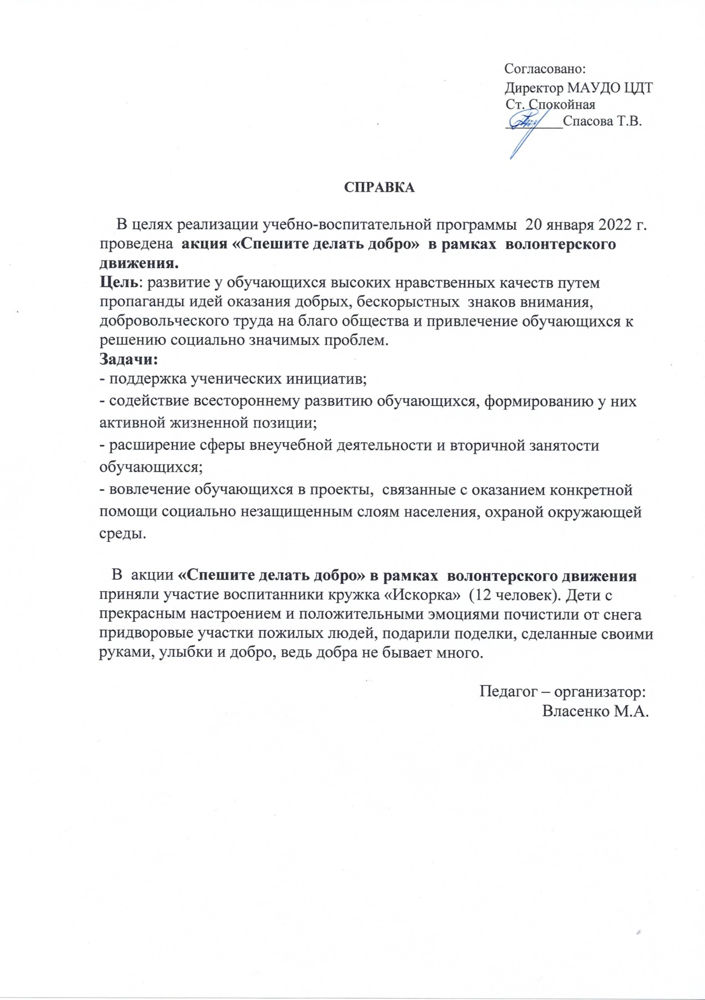 Согласовано:
Директор МАУДО ЦДТ
Ст. Спокойная
________Спасова Т.В.
СПРАВКА
В целях реализации учебно-воспитательной программы 20 января 2022 г.
проведена акция «Спешите делать добро» в рамках волонтерского
движения.
Цель: развитие у обучающихся высоких нравственных качеств путем
пропаганды идей оказания добрых, бескорыстных знаков внимания,
добровольческого труда на благо общества и привлечение обучающихся к
решению социально значимых проблем.
Задачи:
- поддержка ученических инициатив;
- содействие всестороннему развитию обучающихся, формированию у них
активной жизненной позиции;
- расширение сферы внеучебной деятельности и вторичной занятости
обучающихся;
- вовлечение обучающихся в проекты, связанные с оказанием конкретной
помощи социально незащищенным слоям населения, охраной окружающей
среды.
В акции «Спешите делать добро» в рамках волонтерского движения
приняли участие воспитанники кружка «Искорка» (12 человек). Дети с
прекрасным настроением и положительными эмоциями почистили от снега
придворовые участки пожилых людей, подарили поделки, сделанные своими
руками, улыбки и добро, ведь добра не бывает много.
Педагог – организатор:
Власенко М.А.